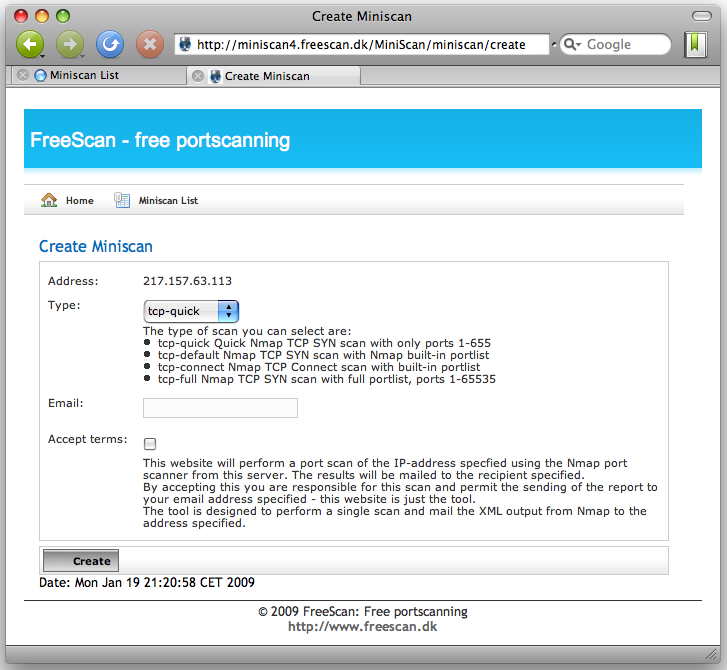 Create Miniscan
http://miniscan4.freescan.dk/MiniScan/miniscan/create
Google
Miniscan List
Create Miniscan
FreeScan - free portscanning
Home
Miniscan List
Create Miniscan
Address:
217.157.63.113
Type:
tcp-quick
The type of scan you can select are:
• tcp-quick Quick Nmap TCP SYN scan with only ports 1-655
• tcp-default Nmap TCP SYN scan with Nmap built-in portlist
• tcp-connect Nmap TCP Connect scan with built-in portlist
• tcp-full Nmap TCP SYN scan with full portlist, ports 1-65535
Email:
Accept terms:
This website will perform a port scan of the IP-address specfied using the Nmap port
scanner from this server. The results will be mailed to the recipient specified.
By accepting this you are responsible for this scan and permit the sending of the report to
your email address specified - this website is just the tool.
The tool is designed to perform a single scan and mail the XML output from Nmap to the
address specified.
Create
Date: Mon Jan 19 21:20:58 CET 2009
© 2009 FreeScan: Free portscanning
http://www.freescan.dk